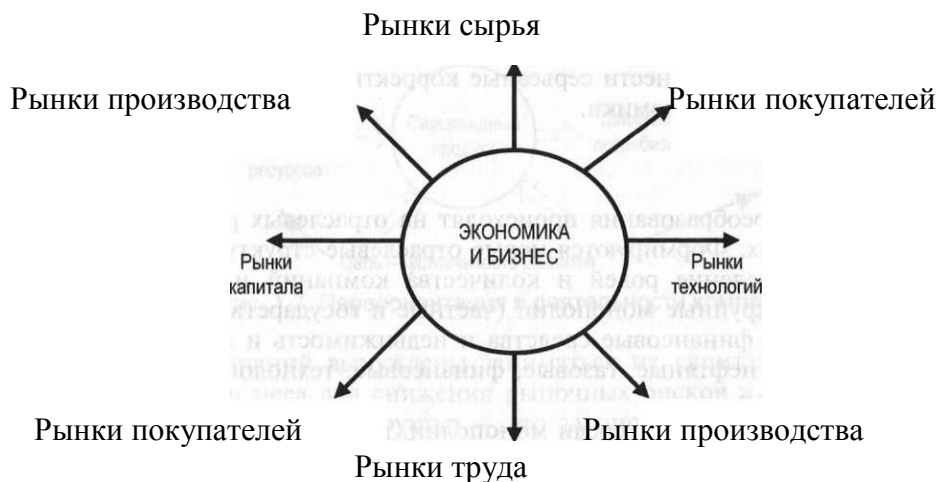 Рынки сырья
Рынки производства
Рынки покупателей
ЭКОНОМИКА
И БИЗНЕС
Рынки
капитала
Рынки
технологий
Рынки покупателей
Рынки производства
Рынки труда